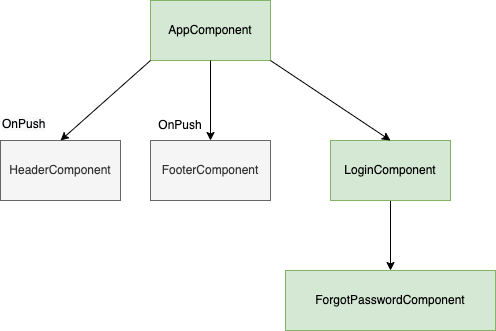 AppComponent
OnPush
OnPush
HeaderComponent
FooterComponent
LoginComponent
ForgotPasswordComponent